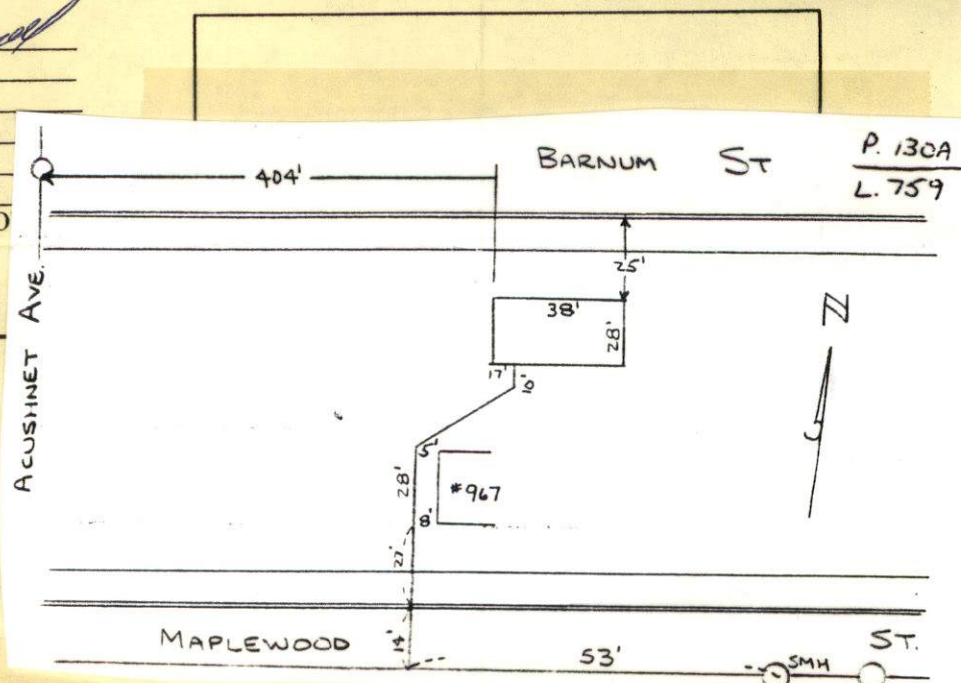 BARNUM ST
P. 130A
L. 759
404'
25'
ACUSHNET AVE.
38'
28'
17'
10'
N
5'
28'
#967
8'
27'
14'
MAPLEWOOD ST.
53'
SMH